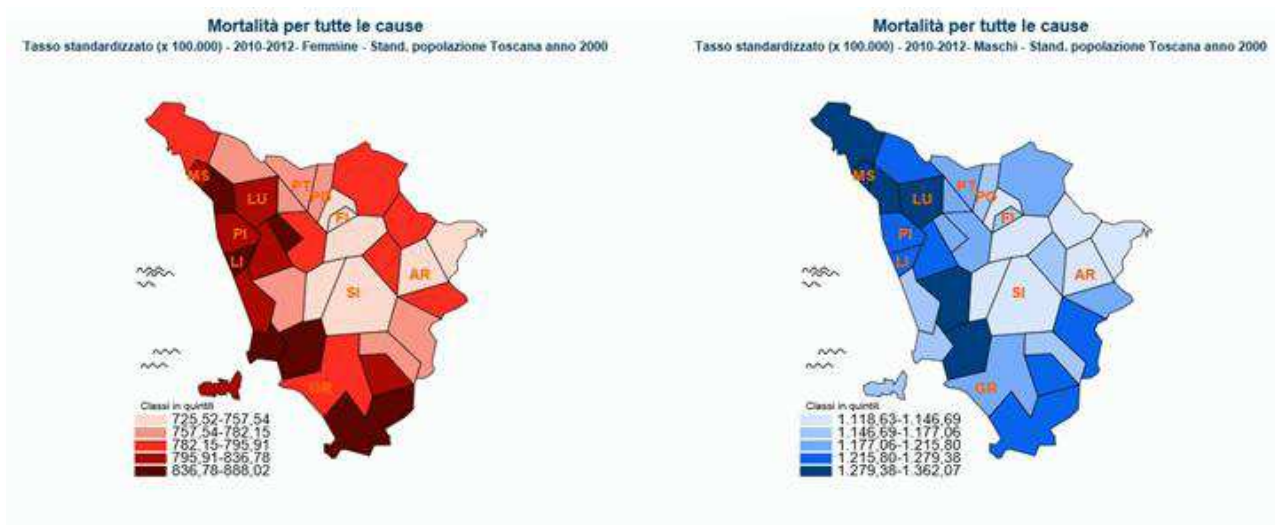 Mortalità per tutte le cause
Tasso standardizzato (x 100.000) - 2010-2012- Femmine - Stand. popolazione Toscana anno 2000
MS
LU
PT
PO
FI
PI
LI
AR
SI
GR
Classi in quintili
725,52-757,54
757,54-782,15
782,15-795,91
795,91-836,78
836,78-888,02
Mortalità per tutte le cause
Tasso standardizzato (x 100.000) - 2010-2012- Maschi - Stand. popolazione Toscana anno 2000
MS
LU
PT
PO
FI
PI
LI
AR
SI
GR
Classi in quintili
1.118,63-1.146,69
1.146,69-1.177,06
1.177,06-1.215,80
1.215,80-1.279,38
1.279,38-1.362,07